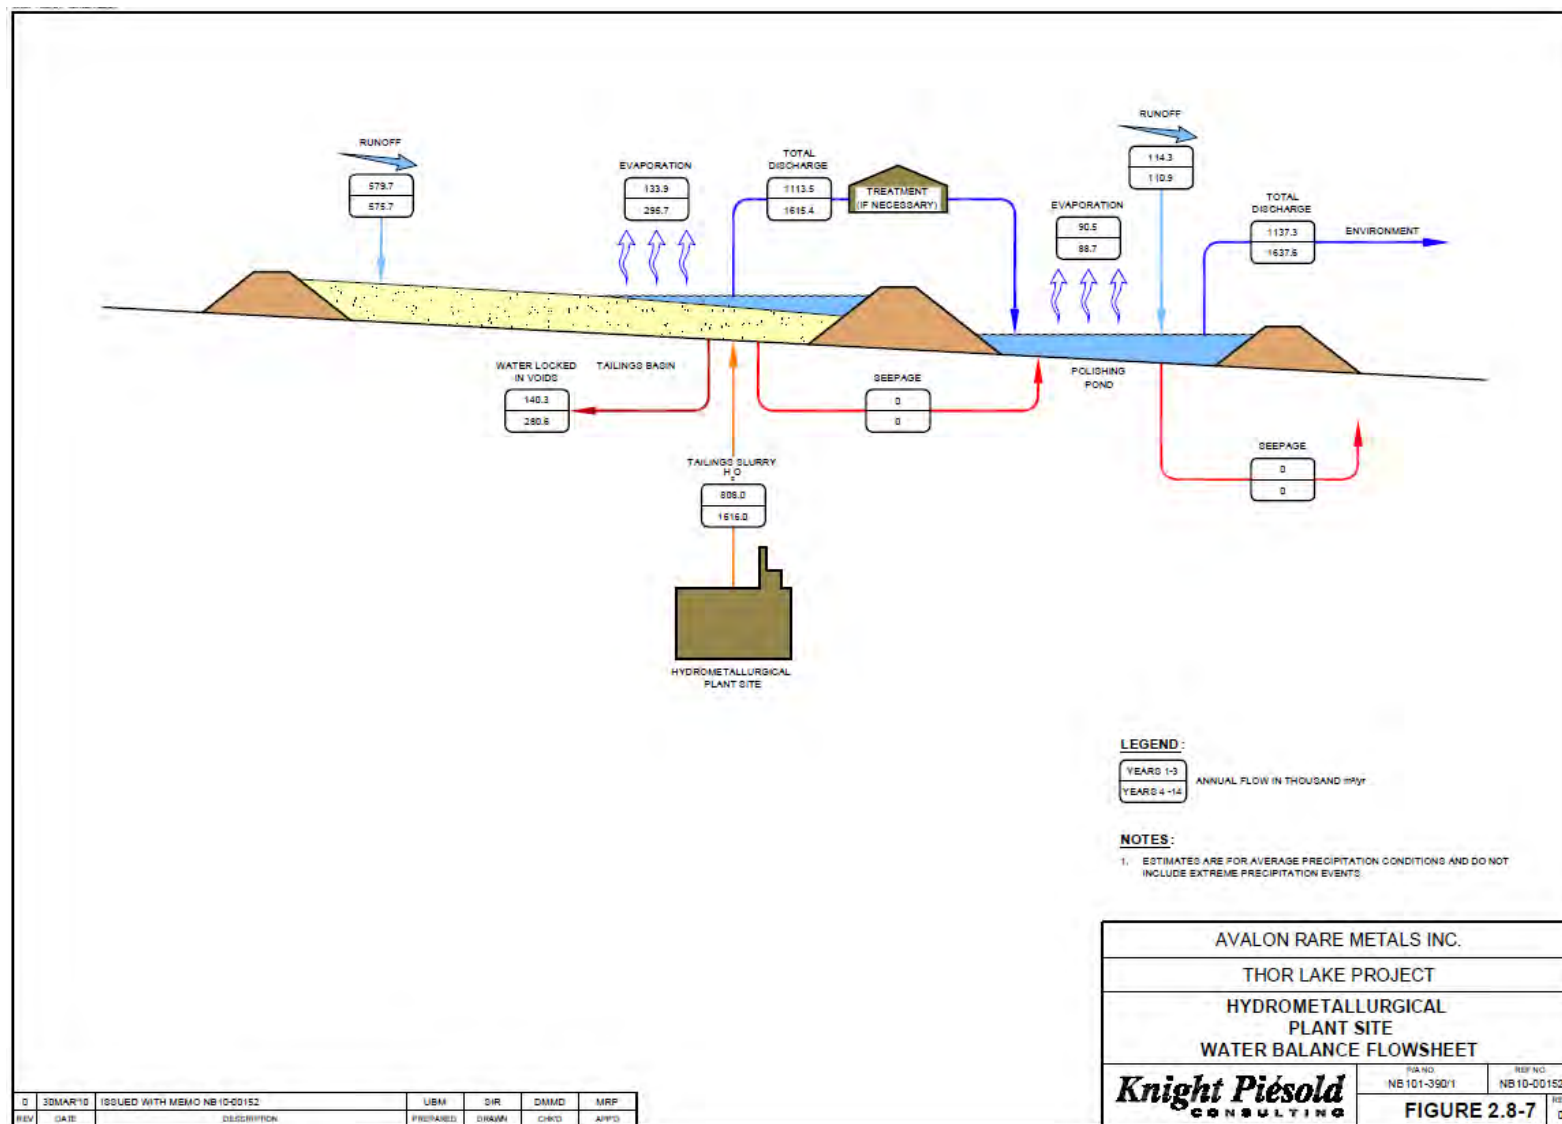 RUNOFF
579.7
575.7
EVAPORATION
133.9
295.7
TOTAL
DISCHARGE
1113.5
1615.4
TREATMENT
(IF NECESSARY)
RUNOFF
114.3
110.9
EVAPORATION
90.5
88.7
TOTAL
DISCHARGE
1137.3
1637.6
ENVIRONMENT
WATER LOCKED
IN VOIDS
140.3
280.6
TAILINGS BASIN
SEEPAGE
0
0
POLISHING
POND
SEEPAGE
0
0
TAILINGS SLURRY
H2O
808.0
1616.0
HYDROMETALLURGICAL
PLANT SITE
LEGEND:
YEARS 1-3
YEARS 4 -14
ANNUAL FLOW IN THOUSAND m³/yr
NOTES:
1. ESTIMATES ARE FOR AVERAGE PRECIPITATION CONDITIONS AND DO NOT
INCLUDE EXTREME PRECIPITATION EVENTS
AVALON RARE METALS INC.
THOR LAKE PROJECT
HYDROMETALLURGICAL
PLANT SITE
WATER BALANCE FLOWSHEET
Knight Piésold
CONSULTING
P/A NO.
NB101-390/1
REF NO.
NB10-00152
FIGURE 2.8-7
0 30MAR'10 ISSUED WITH MEMO NB10-00152 UBM SIR DMMD MRP
REV DATE DESCRIPTION PREPARED DRAWN CHK'D APP'D